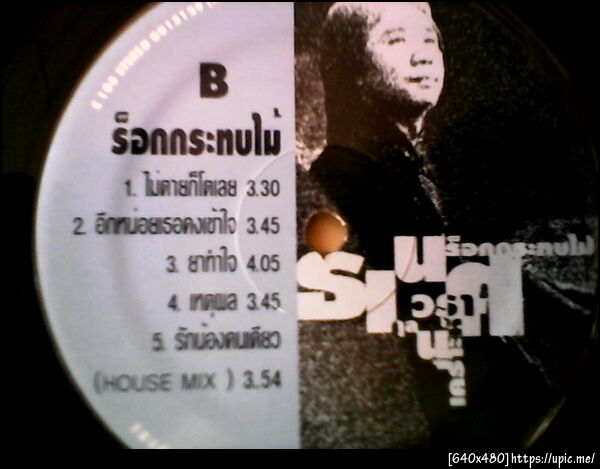 B
ร็อกกระทบไม้
1. ไม่ตายก็โตเลย 3.30
2. อีกหน่อยเธอคงเข้าใจ 3.45
3. ยาทำใจ 4.05
4. เหตุผล 3.45
5. รักน้องคนเดียว
(HOUSE MIX) 3.54
ร็อกกระทบไม้
[640x480]https://upic.me/